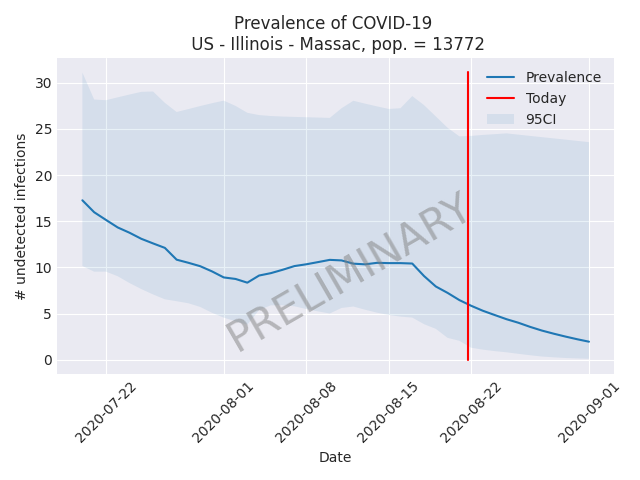 Prevalence of COVID-19
US - Illinois - Massac, pop. = 13772
# undetected infections
30
25
20
15
10
5
0
Prevalence
Today
95CI
PRELIMINARY
2020-07-22
2020-08-01
2020-08-08
2020-08-15
2020-08-22
2020-09-01
Date